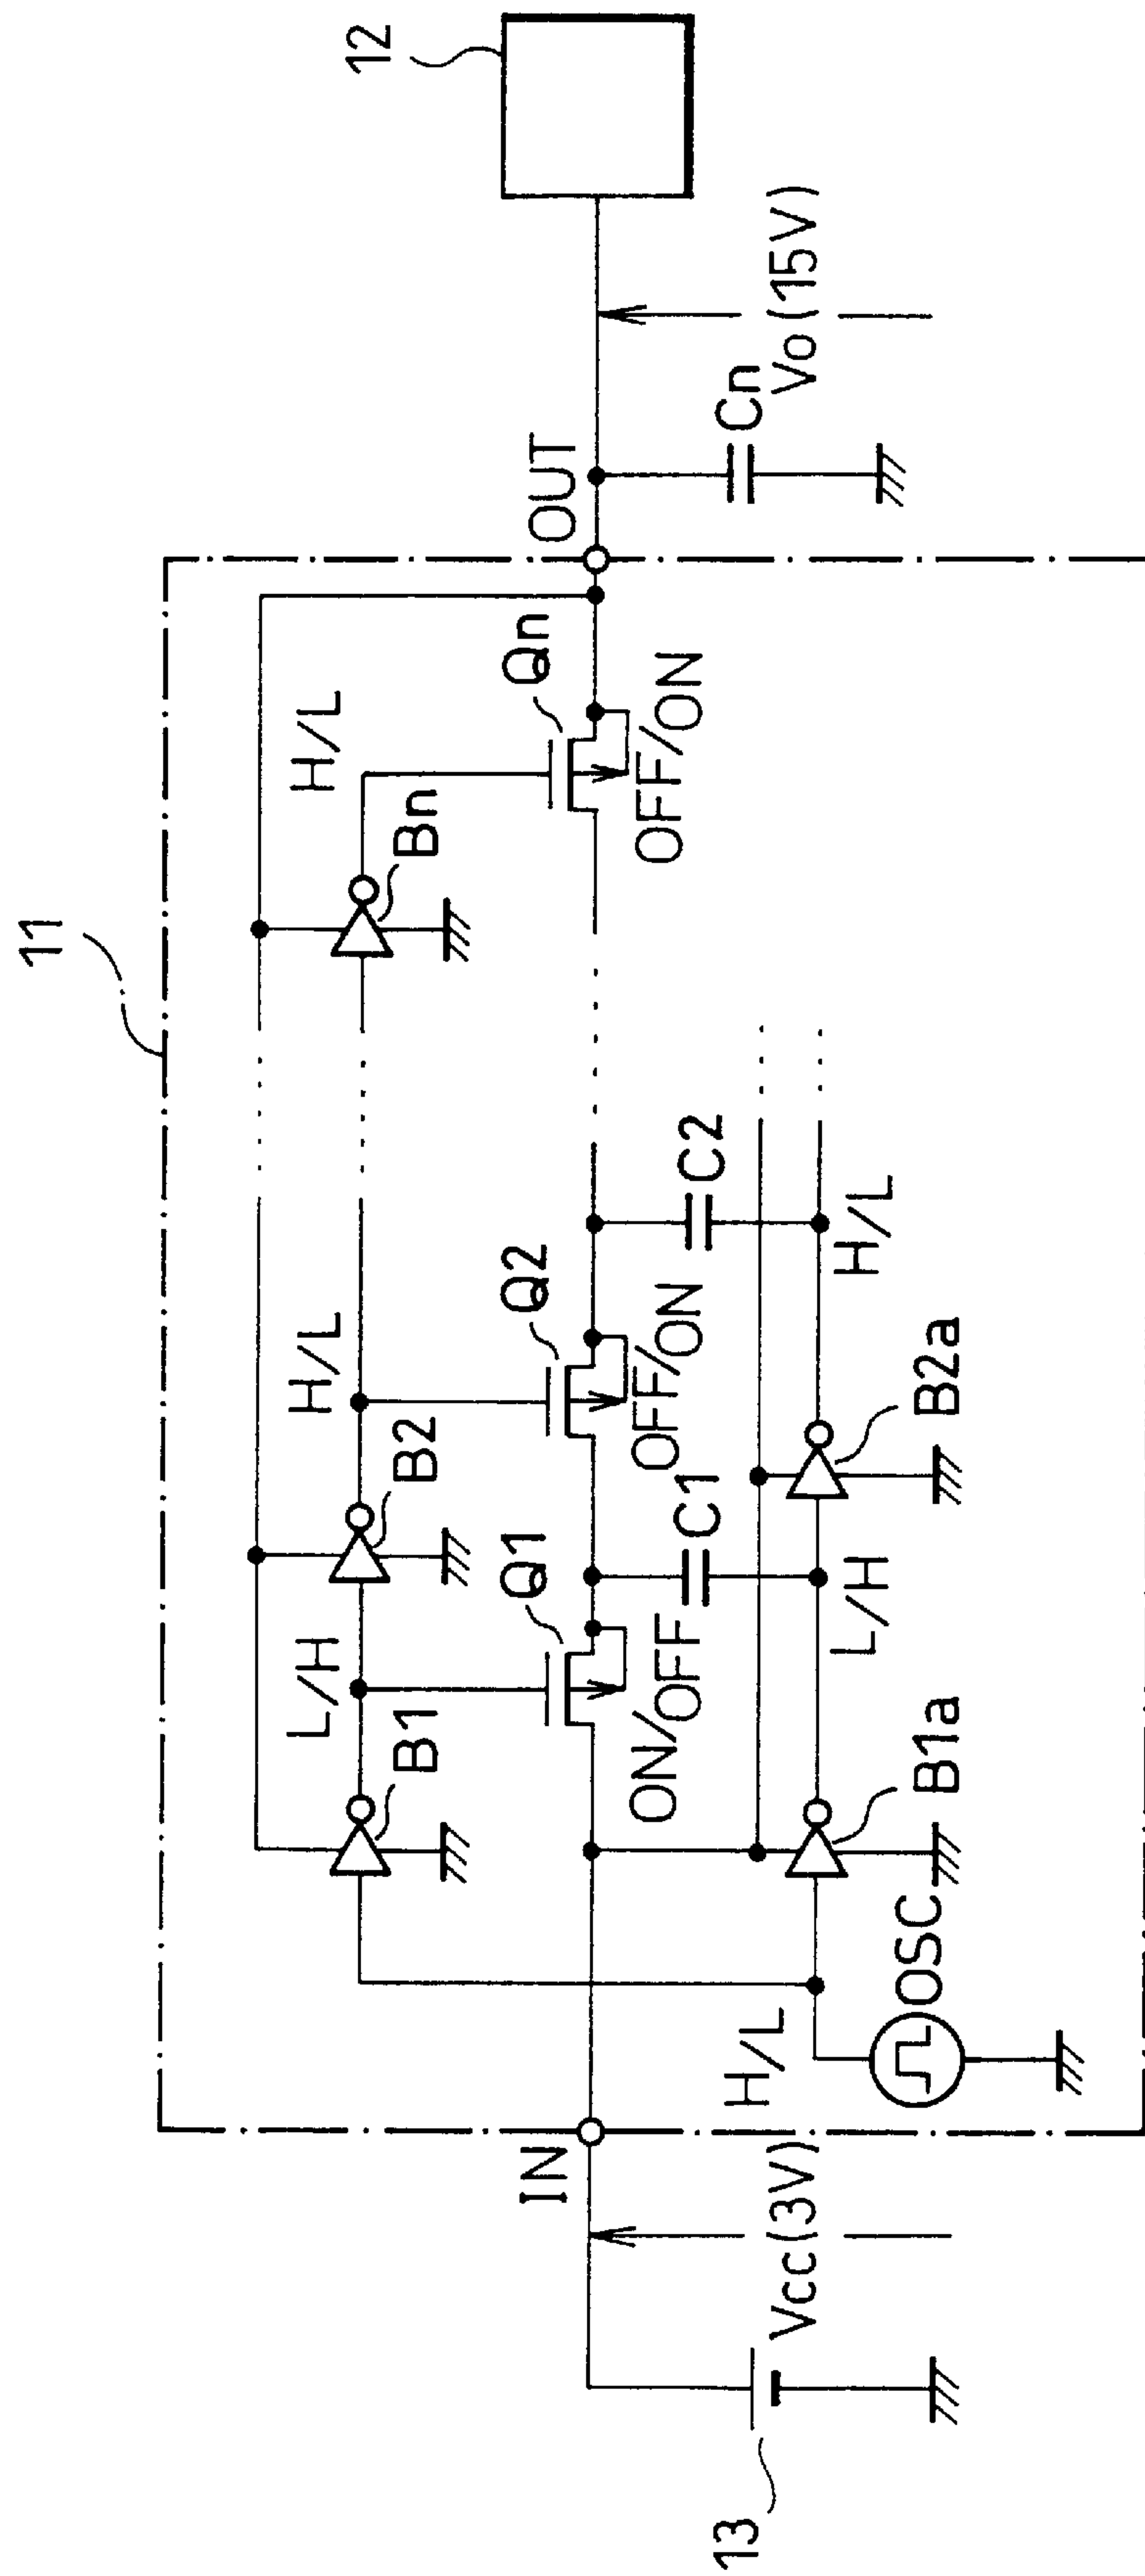 11
12
13
IN
Vcc(3V)
H/L
OSC
B1
L/H
B2
H/L
Bn
H/L
Q1
ON/OFF
Q2
OFF/ON
Qn
OFF/ON
C1
C2
B1a
L/H
B2a
H/L
OUT
Cn
Vo(15V)